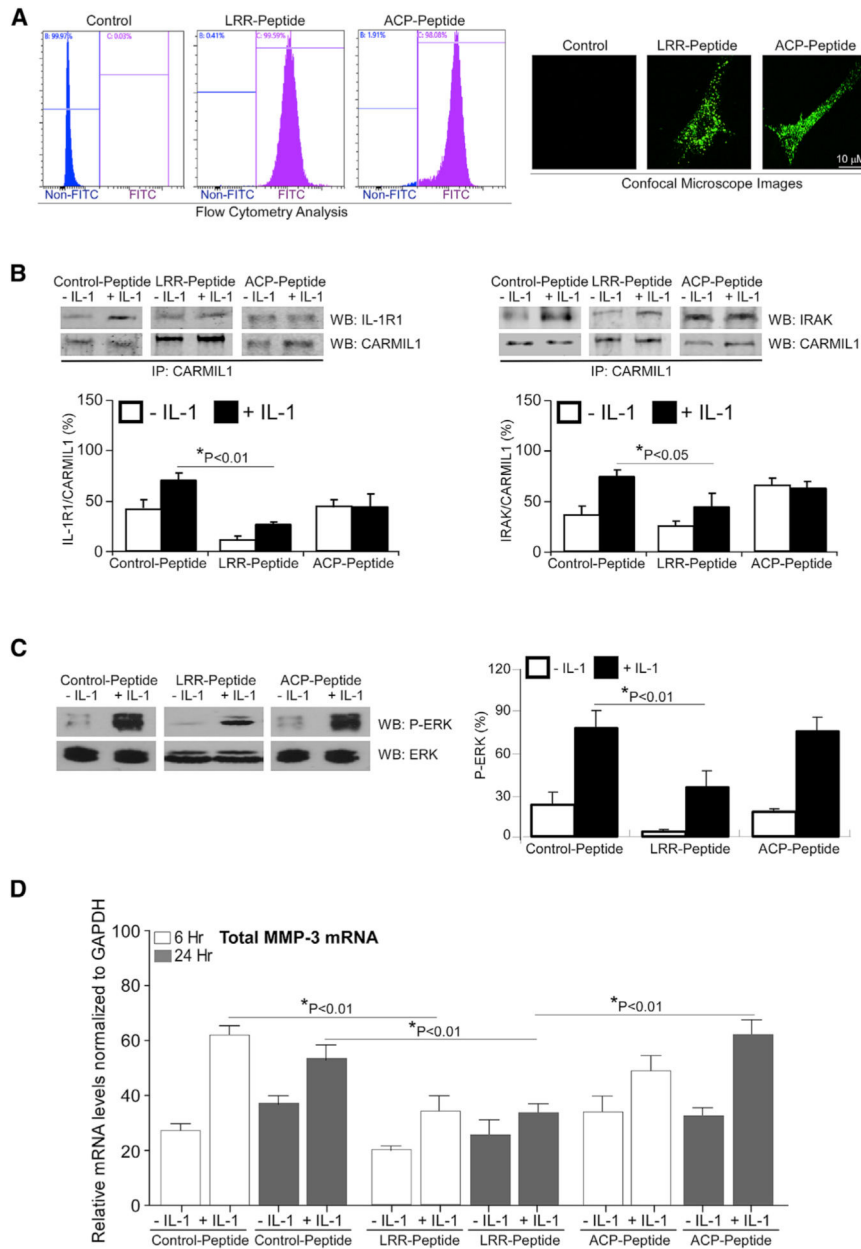 A
Control
LRR-Peptide
ACP-Peptide
B: 99.97%
C: 0.03%
B: 0.41%
C: 99.59%
B: 1.91%
C: 98.08%
Non-FITC
FITC
Non-FITC
FITC
Non-FITC
FITC
Flow Cytometry Analysis
Control
LRR-Peptide
ACP-Peptide
10 µM
Confocal Microscope Images
B
Control-Peptide LRR-Peptide ACP-Peptide
- IL-1 + IL-1 - IL-1 + IL-1 - IL-1 + IL-1
WB: IL-1R1
WB: CARMIL1
IP: CARMIL1
- IL-1 + IL-1
IL-1R1/CARMIL1 (%)
150
100
50
0
*P<0.01
Control-Peptide LRR-Peptide ACP-Peptide
Control-Peptide LRR-Peptide ACP-Peptide
- IL-1 + IL-1 - IL-1 + IL-1 - IL-1 + IL-1
WB: IRAK
WB: CARMIL1
IP: CARMIL1
- IL-1 + IL-1
IRAK/CARMIL1 (%)
150
100
50
0
*P<0.05
Control-Peptide LRR-Peptide ACP-Peptide
C
Control-Peptide LRR-Peptide ACP-Peptide
- IL-1 + IL-1 - IL-1 + IL-1 - IL-1 + IL-1
WB: P-ERK
WB: ERK
- IL-1 + IL-1
P-ERK (%)
120
90
60
30
0
*P<0.01
Control-Peptide LRR-Peptide ACP-Peptide
D
Relative mRNA levels normalized to GAPDH
100
80
60
40
20
0
6 Hr Total MMP-3 mRNA
24 Hr
*P<0.01
*P<0.01
*P<0.01
- IL-1 + IL-1 - IL-1 + IL-1 - IL-1 + IL-1 - IL-1 + IL-1 - IL-1 + IL-1 - IL-1 + IL-1
Control-Peptide Control-Peptide LRR-Peptide LRR-Peptide ACP-Peptide ACP-Peptide